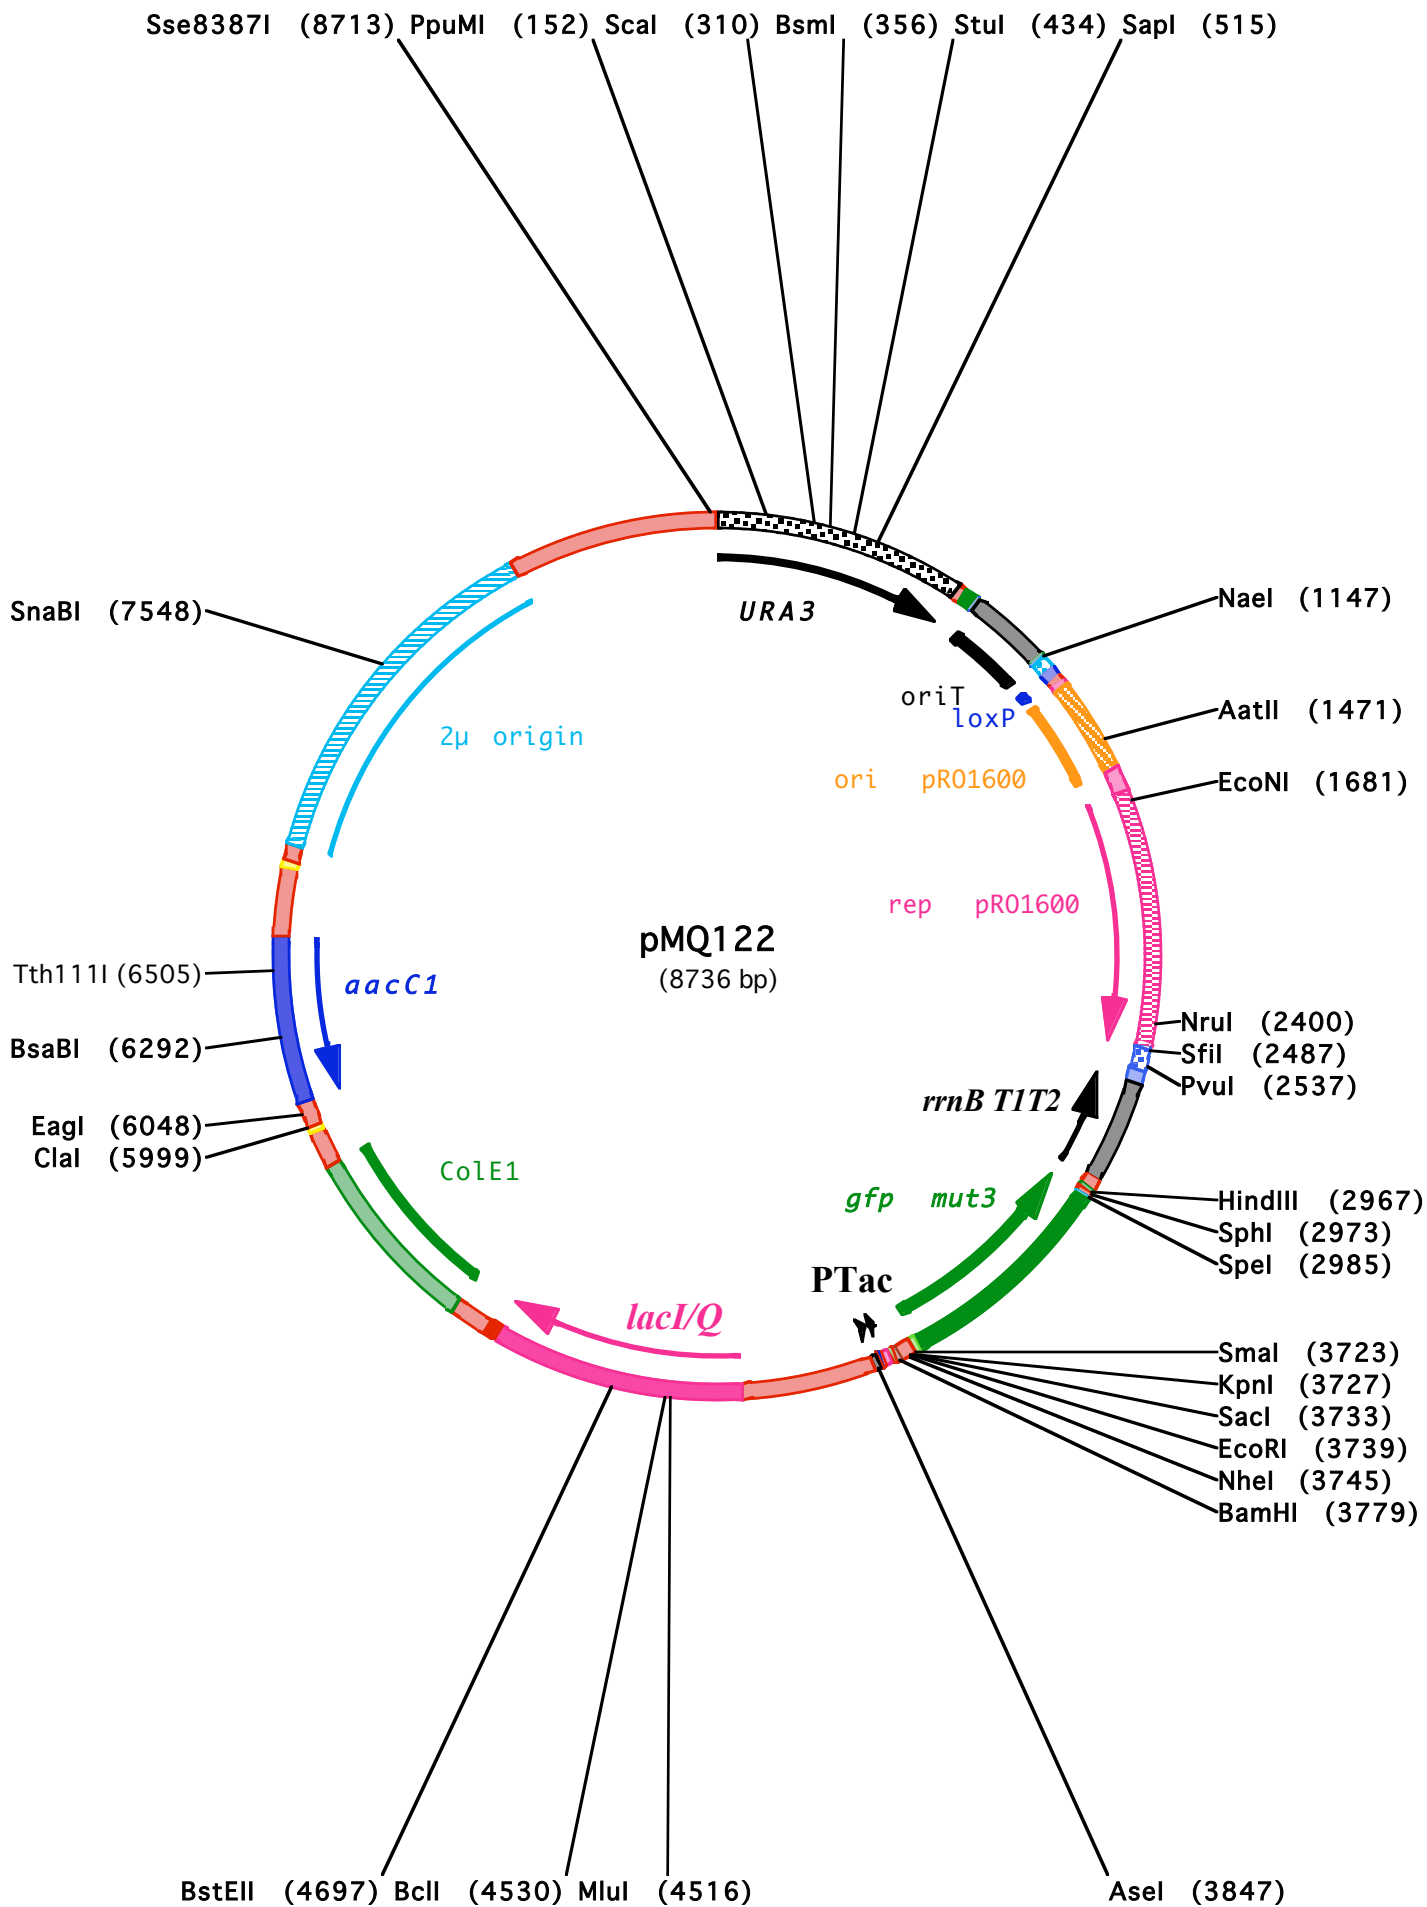 Sse8387I (8713) PpuMI (152) ScaI (310) BsmI (356) StuI (434) SapI (515)
SnaBI (7548)
NaeI (1147)
URA3
oriT
loxP
AatII (1471)
2µ origin
ori pRO1600
EcoNI (1681)
rep pRO1600
pMQ122
(8736 bp)
Tth111I (6505)
aacC1
BsaBI (6292)
NruI (2400)
SfiI (2487)
PvuI (2537)
rrnB T1T2
EagI (6048)
ClaI (5999)
ColE1
gfp mut3
HindIII (2967)
SphI (2973)
SpeI (2985)
PTac
lacI/Q
SmaI (3723)
KpnI (3727)
SacI (3733)
EcoRI (3739)
NheI (3745)
BamHI (3779)
BstEII (4697) BclI (4530) MluI (4516) AseI (3847)